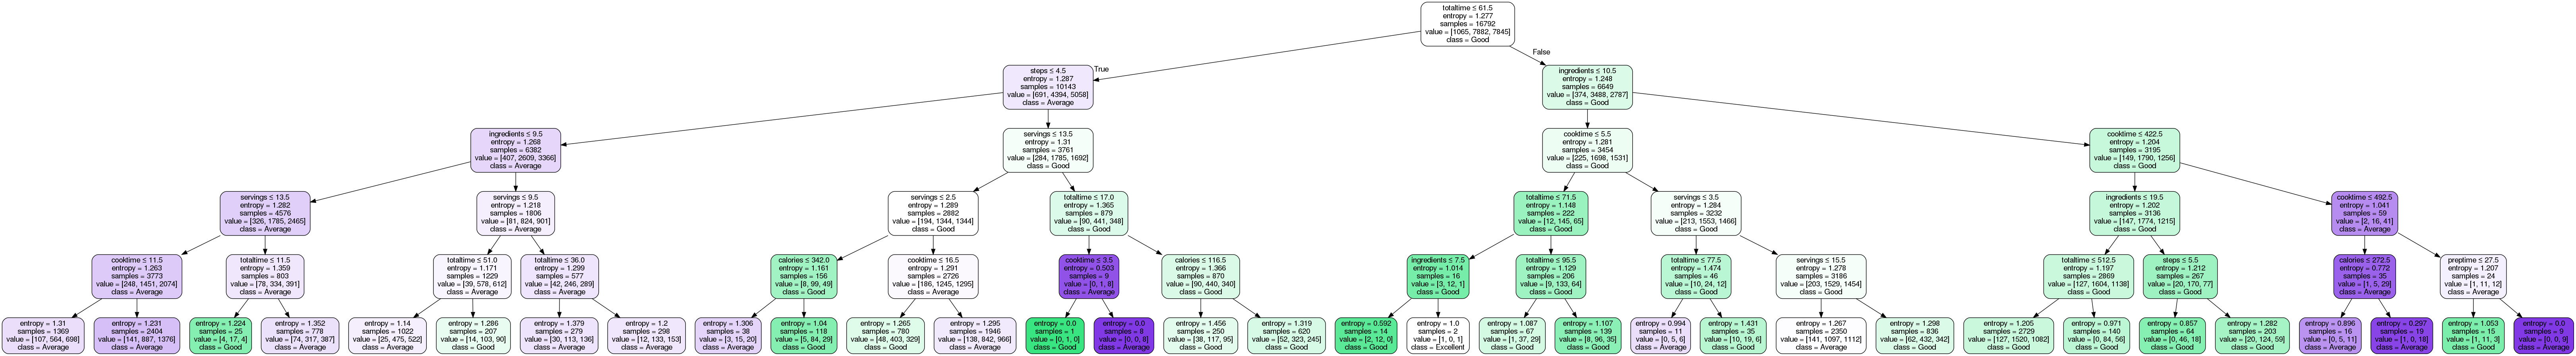 totaltime ≤ 61.5
entropy = 1.277
samples = 16792
value = [1065, 7882, 7845]
class = Good
True
False
steps ≤ 4.5
entropy = 1.287
samples = 10143
value = [691, 4394, 5058]
class = Average
ingredients ≤ 10.5
entropy = 1.248
samples = 6649
value = [374, 3488, 2787]
class = Good
ingredients ≤ 9.5
entropy = 1.268
samples = 6382
value = [407, 2609, 3366]
class = Average
servings ≤ 13.5
entropy = 1.31
samples = 3761
value = [284, 1785, 1692]
class = Good
cooktime ≤ 5.5
entropy = 1.281
samples = 3454
value = [225, 1698, 1531]
class = Good
cooktime ≤ 422.5
entropy = 1.204
samples = 3195
value = [149, 1790, 1256]
class = Good
servings ≤ 13.5
entropy = 1.282
samples = 4576
value = [326, 1785, 2465]
class = Average
servings ≤ 9.5
entropy = 1.218
samples = 1806
value = [81, 824, 901]
class = Average
servings ≤ 2.5
entropy = 1.289
samples = 2882
value = [194, 1344, 1344]
class = Good
totaltime ≤ 17.0
entropy = 1.365
samples = 879
value = [90, 441, 348]
class = Good
totaltime ≤ 71.5
entropy = 1.148
samples = 222
value = [12, 145, 65]
class = Good
servings ≤ 3.5
entropy = 1.284
samples = 3232
value = [213, 1553, 1466]
class = Good
ingredients ≤ 19.5
entropy = 1.202
samples = 3136
value = [147, 1774, 1215]
class = Good
cooktime ≤ 492.5
entropy = 1.041
samples = 59
value = [2, 16, 41]
class = Average
cooktime ≤ 11.5
entropy = 1.263
samples = 3773
value = [248, 1451, 2074]
class = Average
totaltime ≤ 11.5
entropy = 1.359
samples = 803
value = [78, 334, 391]
class = Average
totaltime ≤ 51.0
entropy = 1.171
samples = 1229
value = [39, 578, 612]
class = Average
totaltime ≤ 36.0
entropy = 1.299
samples = 577
value = [42, 246, 289]
class = Average
calories ≤ 342.0
entropy = 1.161
samples = 156
value = [8, 99, 49]
class = Good
cooktime ≤ 16.5
entropy = 1.291
samples = 2726
value = [186, 1245, 1295]
class = Average
cooktime ≤ 3.5
entropy = 0.503
samples = 9
value = [0, 1, 8]
class = Average
calories ≤ 116.5
entropy = 1.366
samples = 870
value = [90, 440, 340]
class = Good
ingredients ≤ 7.5
entropy = 1.014
samples = 16
value = [3, 12, 1]
class = Good
totaltime ≤ 95.5
entropy = 1.129
samples = 206
value = [9, 133, 64]
class = Good
totaltime ≤ 77.5
entropy = 1.474
samples = 46
value = [10, 24, 12]
class = Good
servings ≤ 15.5
entropy = 1.278
samples = 3186
value = [203, 1529, 1454]
class = Good
totaltime ≤ 512.5
entropy = 1.197
samples = 2869
value = [127, 1604, 1138]
class = Good
steps ≤ 5.5
entropy = 1.212
samples = 267
value = [20, 170, 77]
class = Good
calories ≤ 272.5
entropy = 0.772
samples = 35
value = [1, 5, 29]
class = Average
preptime ≤ 27.5
entropy = 1.207
samples = 24
value = [1, 11, 12]
class = Average
entropy = 1.31
samples = 1369
value = [107, 564, 698]
class = Average
entropy = 1.231
samples = 2404
value = [141, 887, 1376]
class = Average
entropy = 1.224
samples = 25
value = [4, 17, 4]
class = Good
entropy = 1.352
samples = 778
value = [74, 317, 387]
class = Average
entropy = 1.14
samples = 1022
value = [25, 475, 522]
class = Average
entropy = 1.286
samples = 207
value = [14, 103, 90]
class = Good
entropy = 1.379
samples = 279
value = [30, 113, 136]
class = Average
entropy = 1.2
samples = 298
value = [12, 133, 153]
class = Average
entropy = 1.306
samples = 38
value = [3, 15, 20]
class = Average
entropy = 1.04
samples = 118
value = [5, 84, 29]
class = Good
entropy = 1.265
samples = 780
value = [48, 403, 329]
class = Good
entropy = 1.295
samples = 1946
value = [138, 842, 966]
class = Average
entropy = 0.0
samples = 1
value = [0, 1, 0]
class = Good
entropy = 0.0
samples = 8
value = [0, 0, 8]
class = Average
entropy = 1.456
samples = 250
value = [38, 117, 95]
class = Good
entropy = 1.319
samples = 620
value = [52, 323, 245]
class = Good
entropy = 0.592
samples = 14
value = [2, 12, 0]
class = Good
entropy = 1.0
samples = 2
value = [1, 0, 1]
class = Excellent
entropy = 1.087
samples = 67
value = [1, 37, 29]
class = Good
entropy = 1.107
samples = 139
value = [8, 96, 35]
class = Good
entropy = 0.994
samples = 11
value = [0, 5, 6]
class = Average
entropy = 1.431
samples = 35
value = [10, 19, 6]
class = Good
entropy = 1.267
samples = 2350
value = [141, 1097, 1112]
class = Average
entropy = 1.298
samples = 836
value = [62, 432, 342]
class = Good
entropy = 1.205
samples = 2729
value = [127, 1520, 1082]
class = Good
entropy = 0.971
samples = 140
value = [0, 84, 56]
class = Good
entropy = 0.857
samples = 64
value = [0, 46, 18]
class = Good
entropy = 1.282
samples = 203
value = [20, 124, 59]
class = Good
entropy = 0.896
samples = 16
value = [0, 5, 11]
class = Average
entropy = 0.297
samples = 19
value = [1, 0, 18]
class = Average
entropy = 1.053
samples = 15
value = [1, 11, 3]
class = Good
entropy = 0.0
samples = 9
value = [0, 0, 9]
class = Average